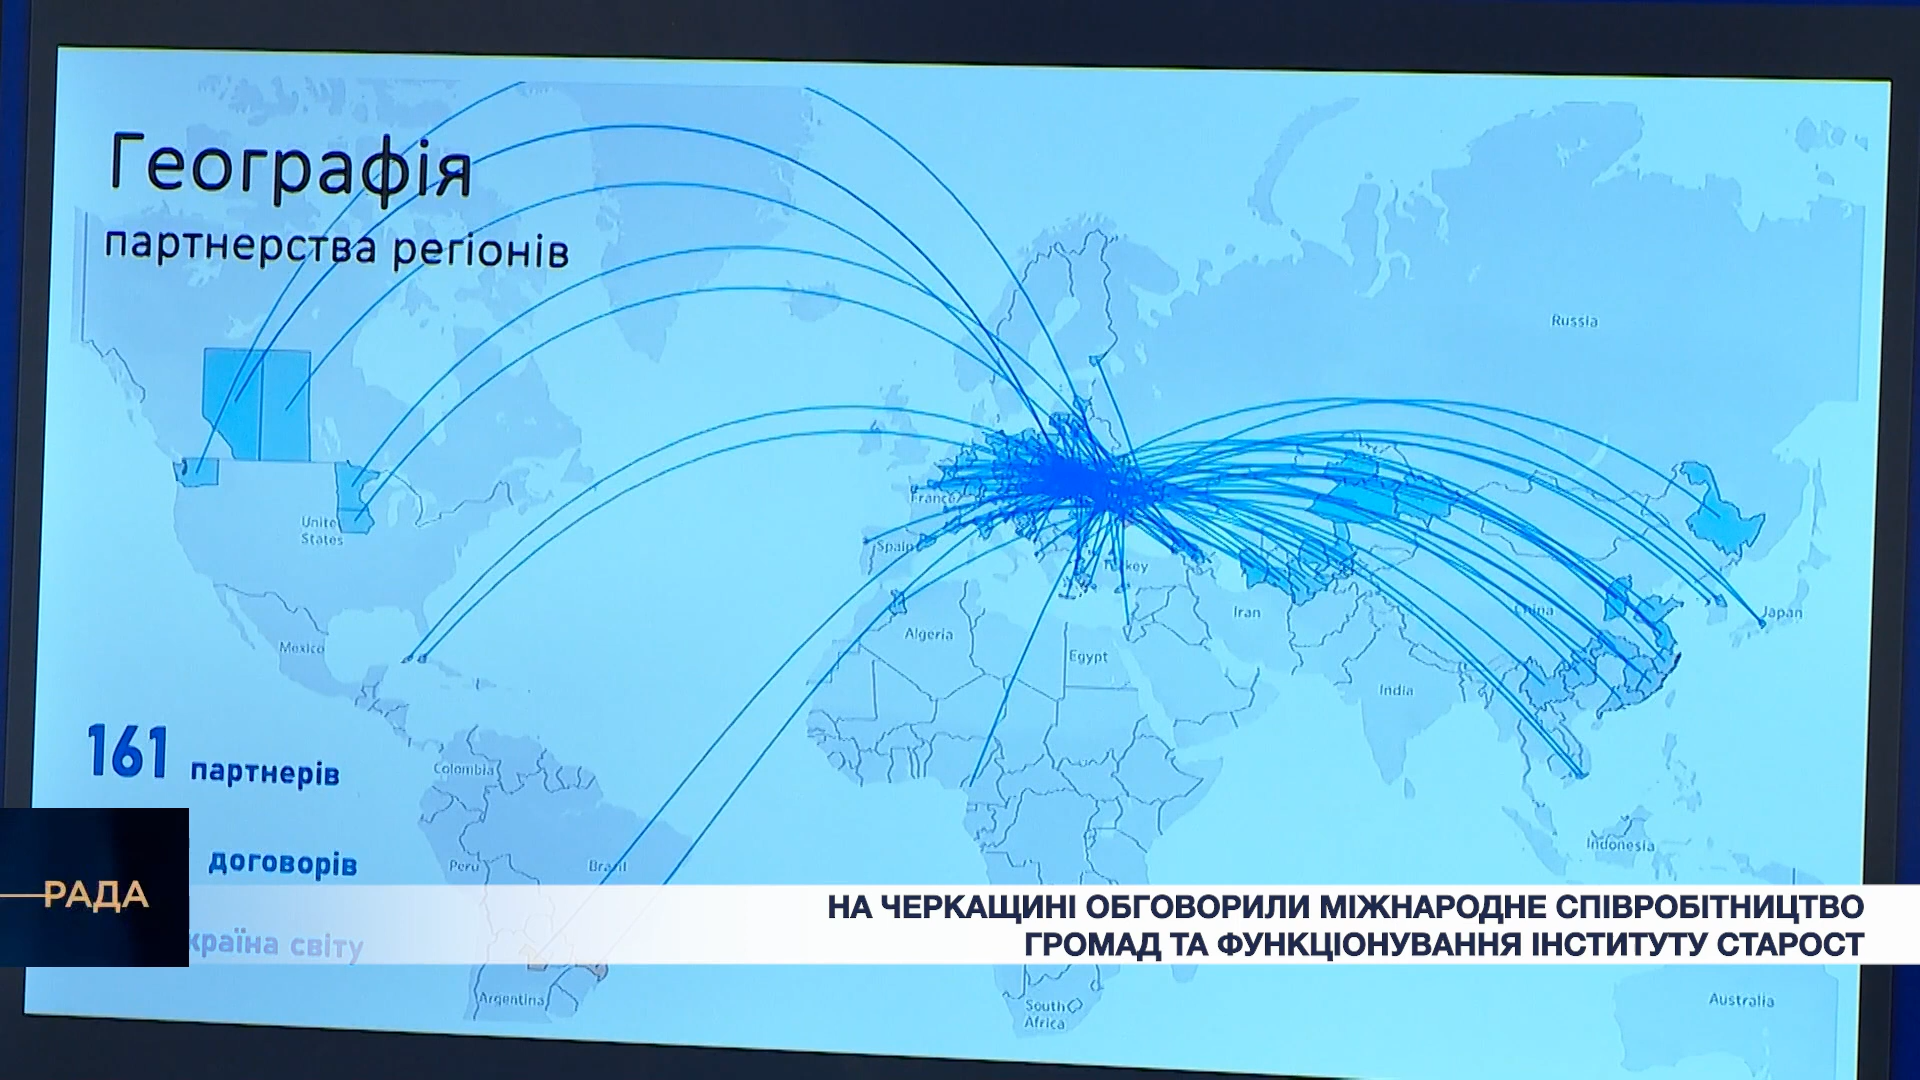 Географія
партнерства регіонів
Russia
France
United
States
Spain
Turkey
Iran
China
Japan
Algeria
Egypt
Mexico
India
161 партнерів
Colombia
договорів
Peru
Brazil
Indonesia
РАДА
НА ЧЕРКАЩИНІ ОБГОВОРИЛИ МІЖНАРОДНЕ СПІВРОБІТНИЦТВО
ГРОМАД ТА ФУНКЦІОНУВАННЯ ІНСТИТУТУ СТАРОСТ
країна світу
Argentina
South
Africa
Australia